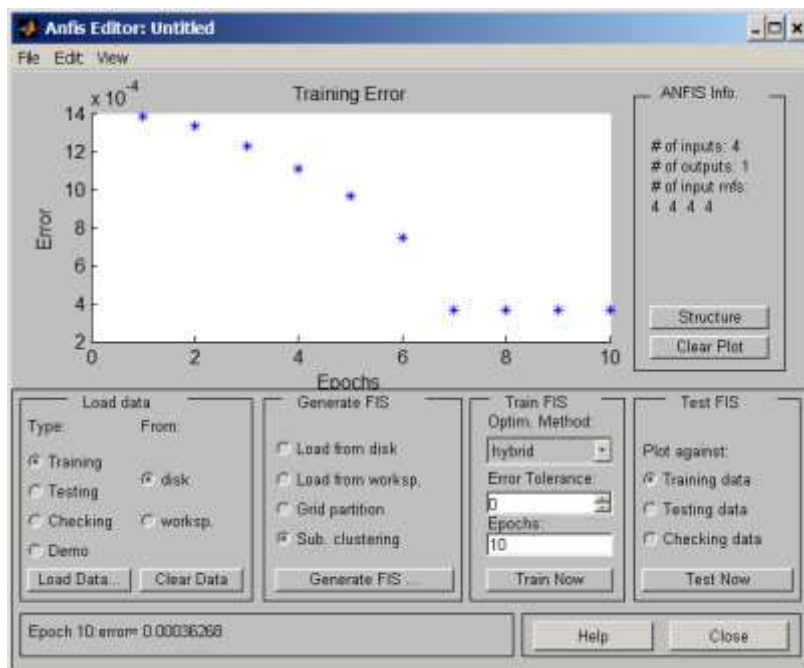 Anfis Editor: Untitled
File Edit View
x 10-4
Training Error
14
12
10
8
6
4
2
0 2 4 6 8 10
Error
Epochs
ANFIS Info.
# of inputs: 4
# of outputs: 1
# of input mfs:
4 4 4 4
Structure
Clear Plot
Load data
Type: From:
Training
Testing
Checking
Demo
disk
worksp.
Load Data... Clear Data
Generate FIS
Load from disk
Load from worksp.
Grid partition
Sub. clustering
Generate FIS ...
Train FIS
Optim. Method:
hybrid
Error Tolerance:
0
Epochs:
10
Train Now
Test FIS
Plot against:
Training data
Testing data
Checking data
Test Now
Epoch 10:error= 0.00036268
Help Close